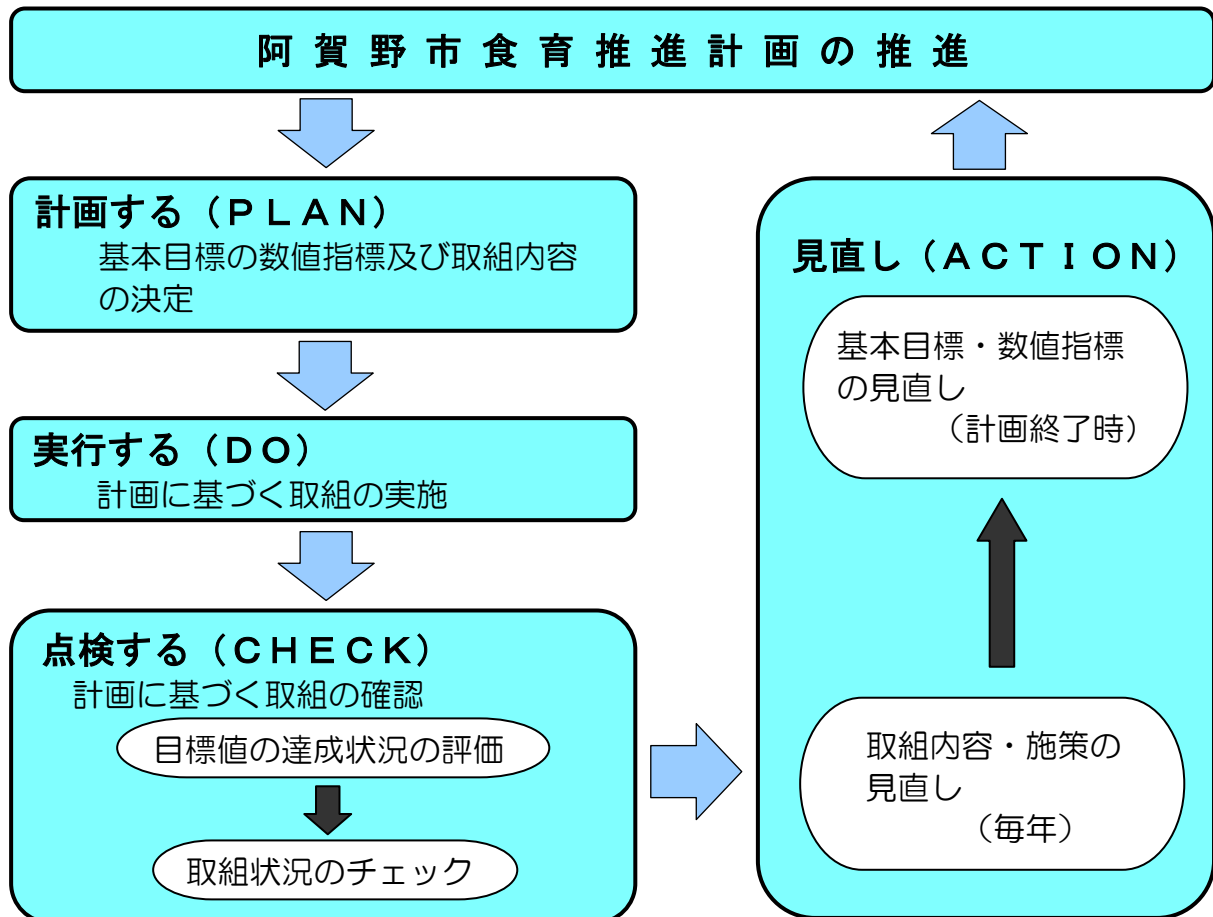 阿賀野市食育推進計画の推進
計画する（ＰＬＡＮ）
基本目標の数値指標及び取組内容
の決定
実行する（ＤＯ）
計画に基づく取組の実施
点検する（ＣＨＥＣＫ）
計画に基づく取組の確認
目標値の達成状況の評価
取組状況のチェック
見直し（ＡＣＴＩＯＮ）
基本目標・数値指標
の見直し
（計画終了時）
取組内容・施策の
見直し
（毎年）